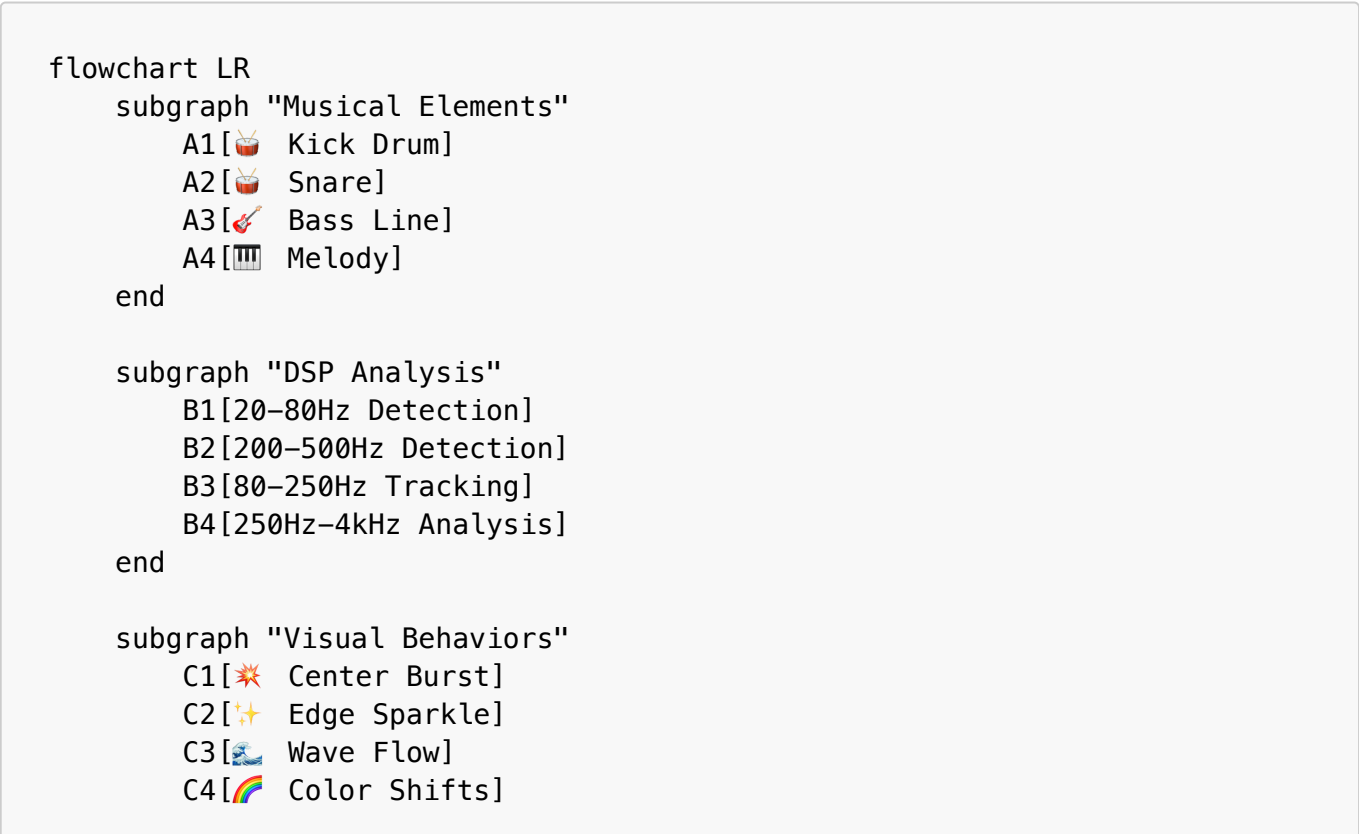 flowchart LR
    subgraph "Musical Elements"
        A1[🥁 Kick Drum]
        A2[🥁 Snare]
        A3[🎸 Bass Line]
        A4[🎹 Melody]
    end

    subgraph "DSP Analysis"
        B1[20-80Hz Detection]
        B2[200-500Hz Detection]
        B3[80-250Hz Tracking]
        B4[250Hz-4kHz Analysis]
    end

    subgraph "Visual Behaviors"
        C1[💥 Center Burst]
        C2[✨ Edge Sparkle]
        C3[🌊 Wave Flow]
        C4[🌈 Color Shifts]